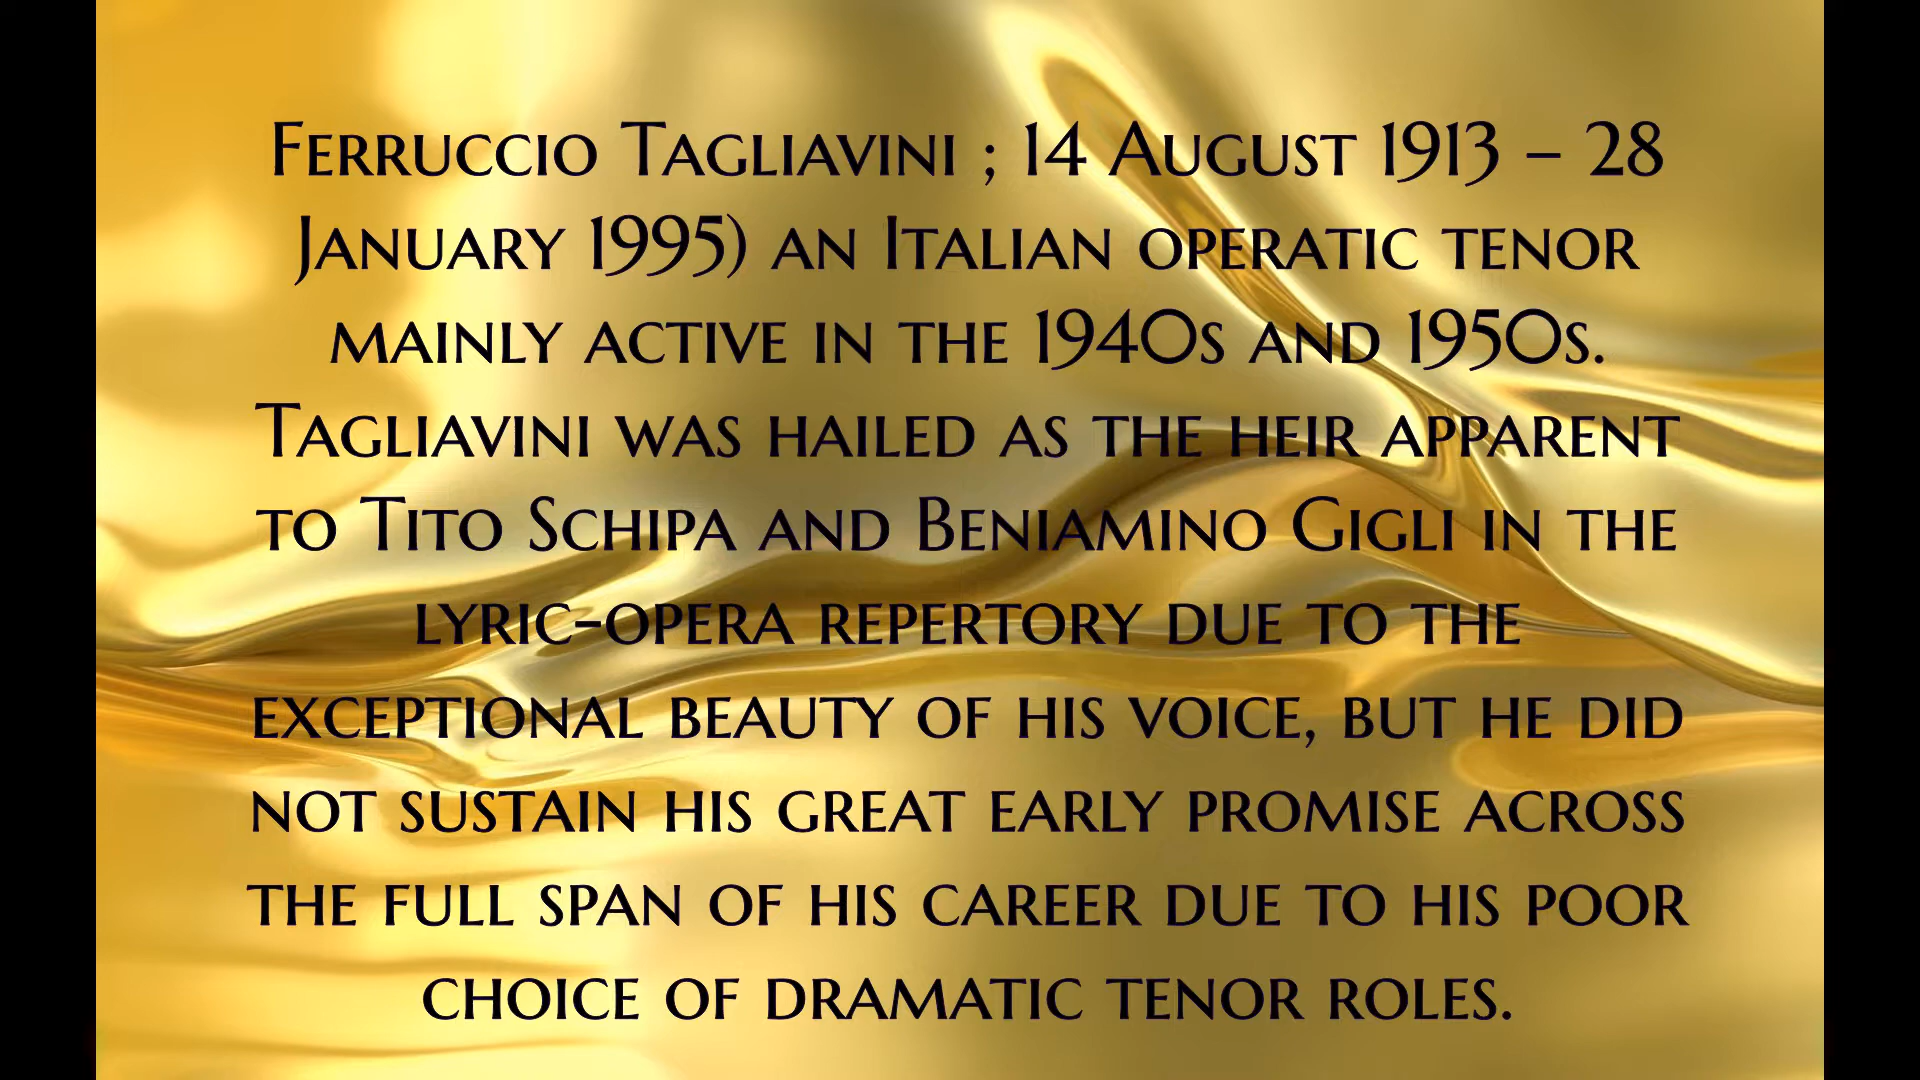 Ferruccio Tagliavini ; 14 August 1913 – 28
January 1995) an Italian operatic tenor
mainly active in the 1940s and 1950s.
Tagliavini was hailed as the heir apparent
to Tito Schipa and Beniamino Gigli in the
lyric-opera repertory due to the
exceptional beauty of his voice, but he did
not sustain his great early promise across
the full span of his career due to his poor
choice of dramatic tenor roles.